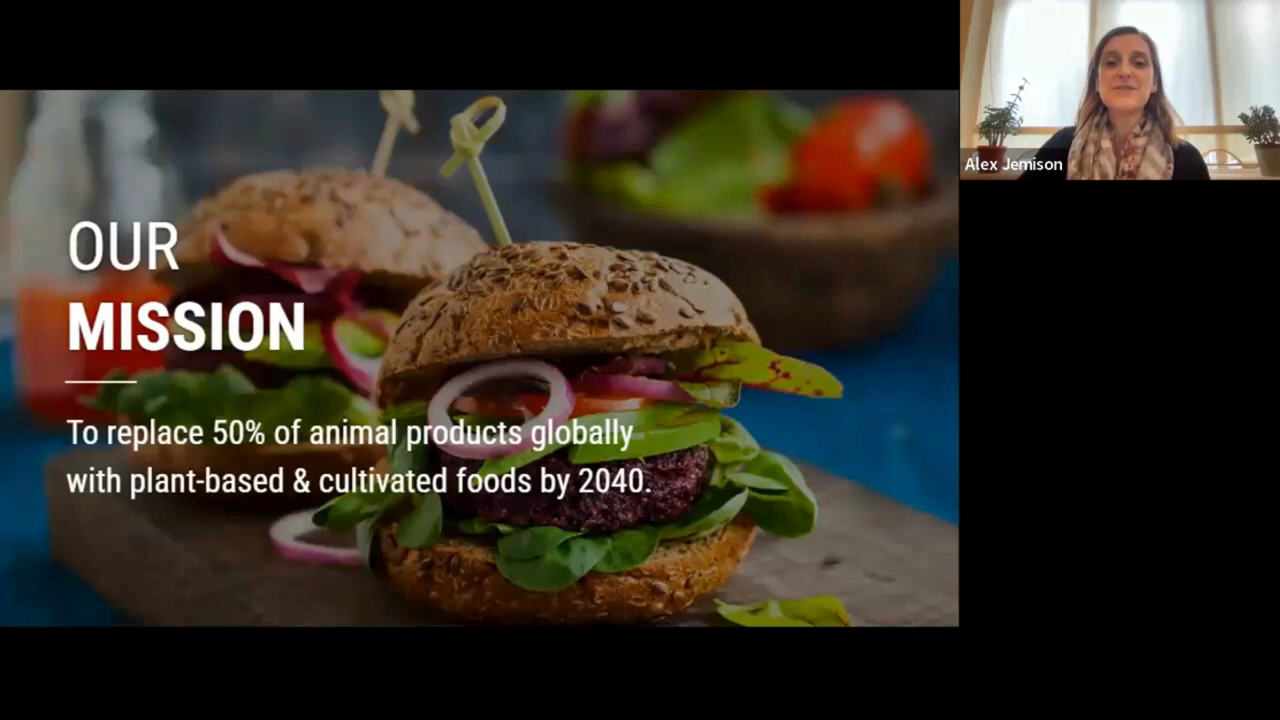 OUR
MISSION
To replace 50% of animal products globally
with plant-based & cultivated foods by 2040.
Alex Jemison